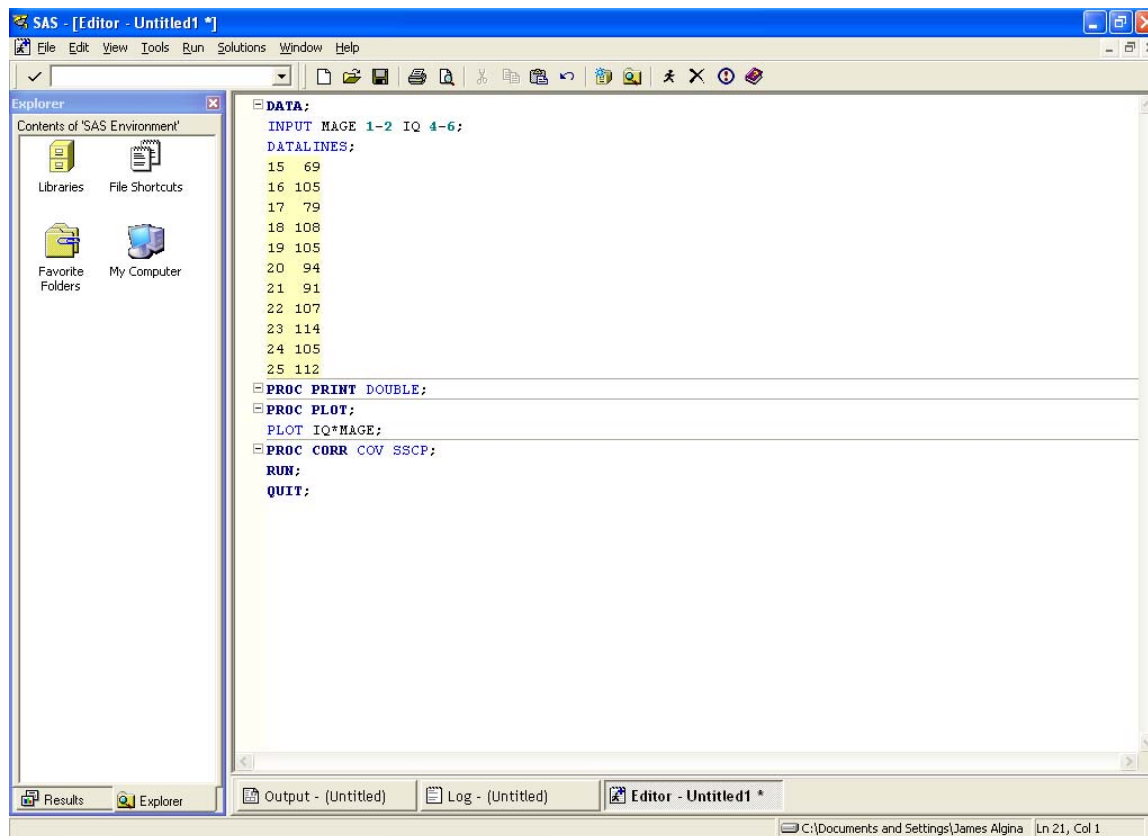 SAS - [Editor - Untitled1 *]
File Edit View Tools Run Solutions Window Help
Explorer
Contents of 'SAS Environment'
Libraries File Shortcuts
Favorite Folders My Computer
DATA;
INPUT MAGE 1-2 IQ 4-6;
DATALINES;
15  69
16 105
17  79
18 108
19 105
20  94
21  91
22 107
23 114
24 105
25 112
PROC PRINT DOUBLE;
PROC PLOT;
PLOT IQ*MAGE;
PROC CORR COV SSCP;
RUN;
QUIT;
Results Explorer
Output - (Untitled) Log - (Untitled) Editor - Untitled1 *
C:\Documents and Settings\James Algina Ln 21, Col 1